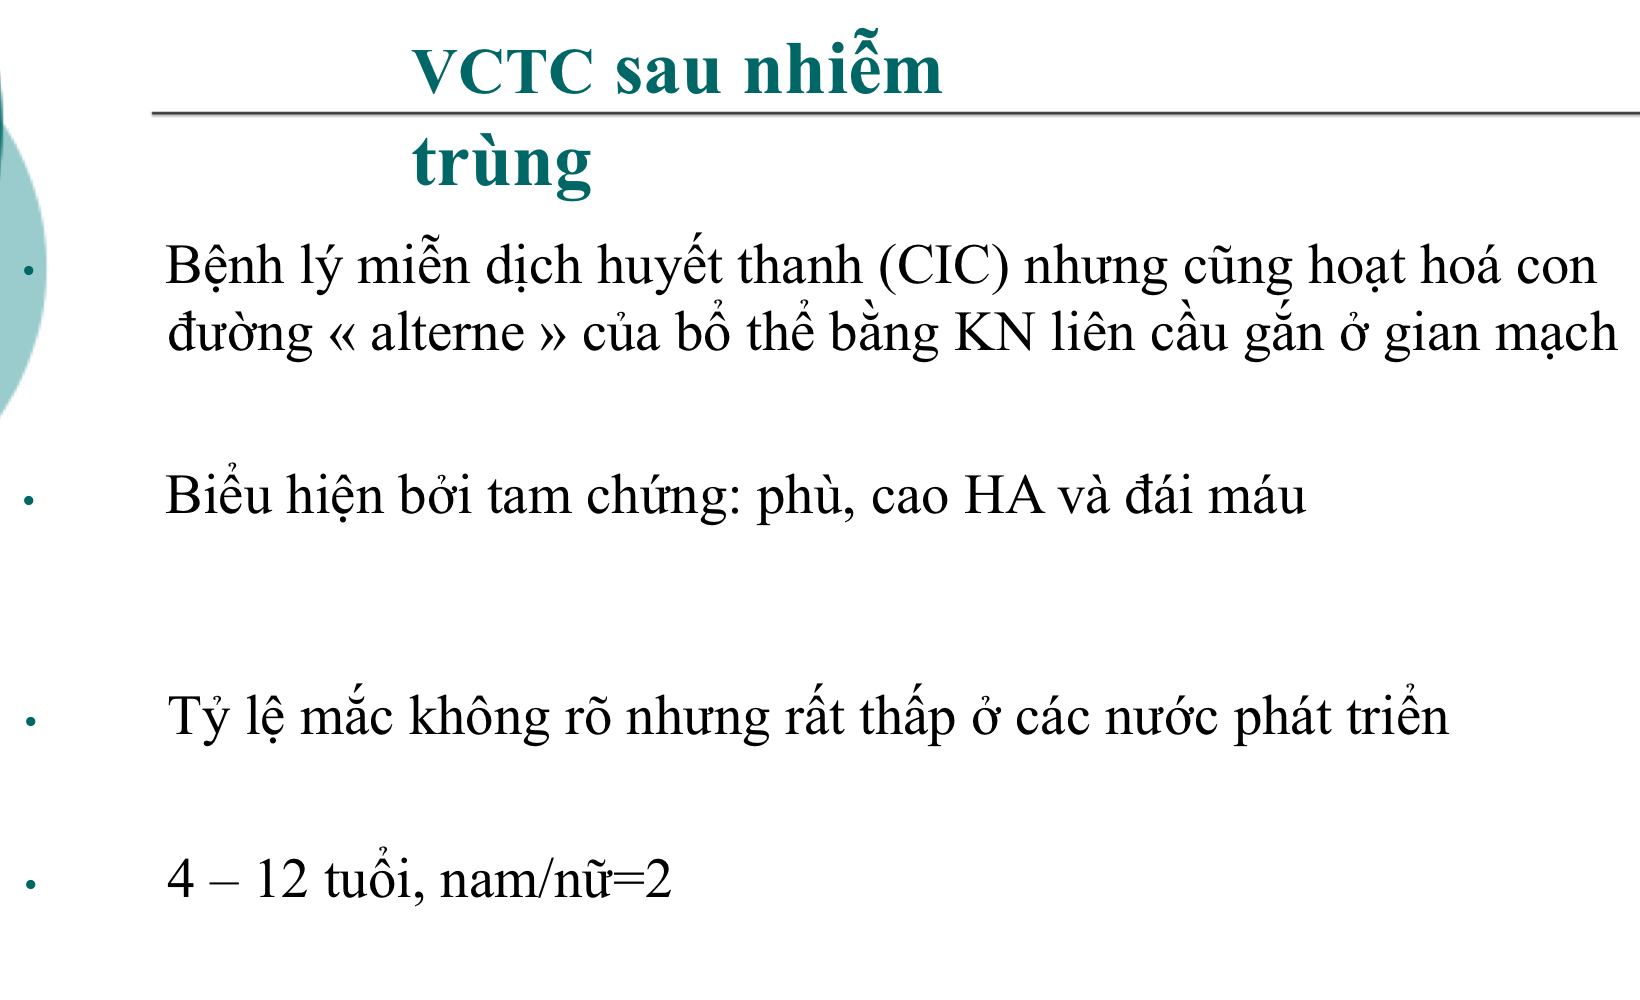 VCTC sau nhiễm
trùng
• Bệnh lý miễn dịch huyết thanh (CIC) nhưng cũng hoạt hoá con
đường « alterne » của bổ thể bằng KN liên cầu gắn ở gian mạch
• Biểu hiện bởi tam chứng: phù, cao HA và đái máu
• Tỷ lệ mắc không rõ nhưng rất thấp ở các nước phát triển
• 4 – 12 tuổi, nam/nữ=2